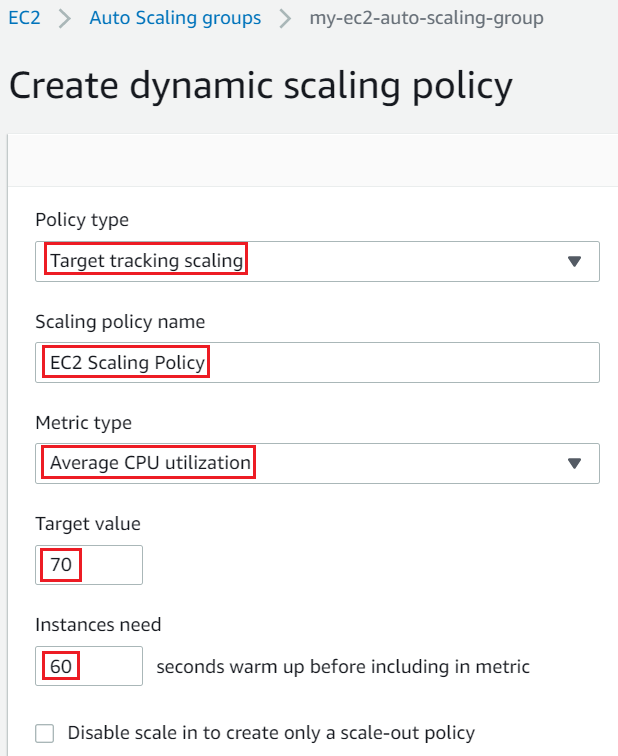 EC2 > Auto Scaling groups > my-ec2-auto-scaling-group
Create dynamic scaling policy
Policy type
Target tracking scaling
Scaling policy name
EC2 Scaling Policy
Metric type
Average CPU utilization
Target value
70
Instances need
60 seconds warm up before including in metric
Disable scale in to create only a scale-out policy